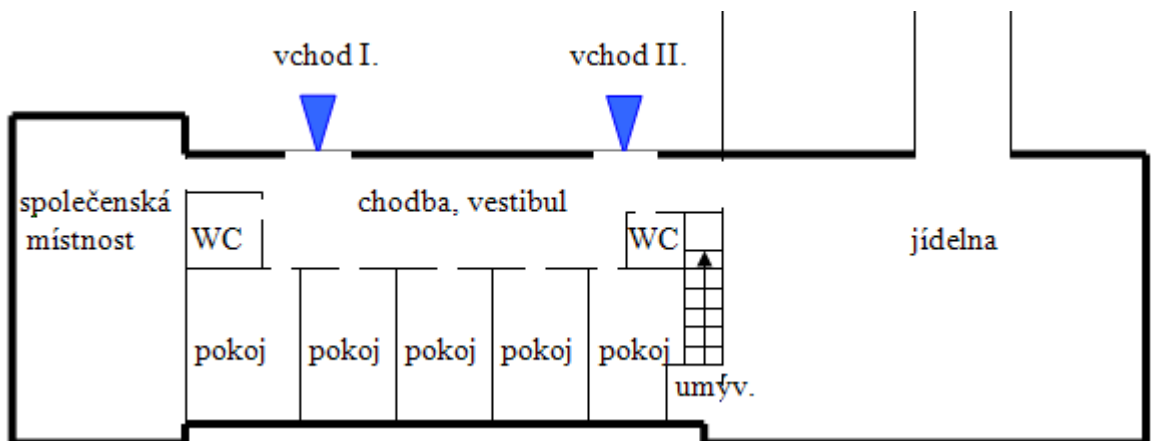 vchod I.
vchod II.
společenská
místnost
chodba, vestibul
WC
WC
jídelna
pokoj
pokoj
pokoj
pokoj
pokoj
umýv.